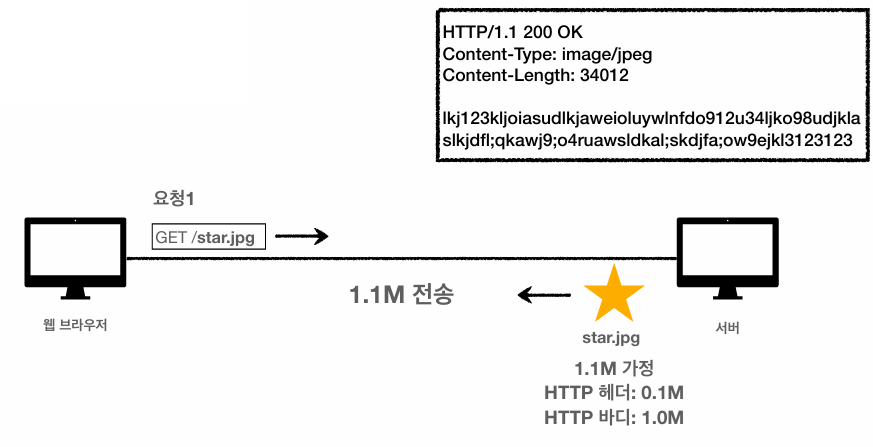 HTTP/1.1 200 OK
Content-Type: image/jpeg
Content-Length: 34012
lkj123kljoiasudlkjaweioluywlnfdo912u34ljko98udjkla
slkjdfl;qkawj9;o4ruawsldkal;skdjfa;ow9ejkl3123123
요청1
GET /star.jpg
1.1M 전송
웹 브라우저
서버
star.jpg
1.1M 가정
HTTP 헤더: 0.1M
HTTP 바디: 1.0M